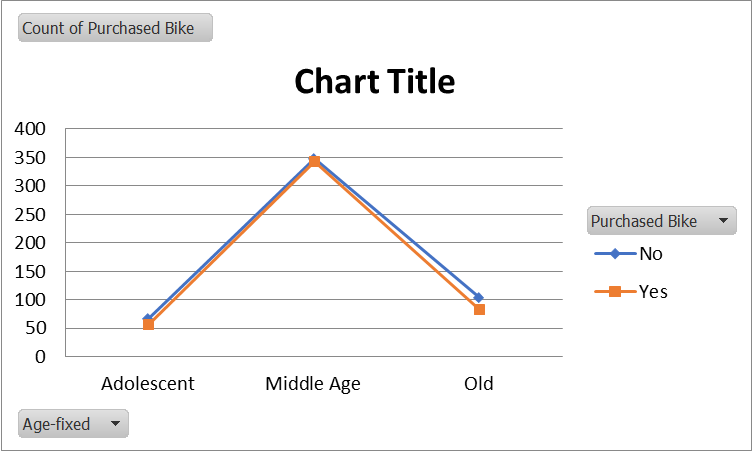 Count of Purchased Bike
Chart Title
400
350
300
250
200
150
100
50
0
Adolescent Middle Age Old
Purchased Bike
No
Yes
Age-fixed